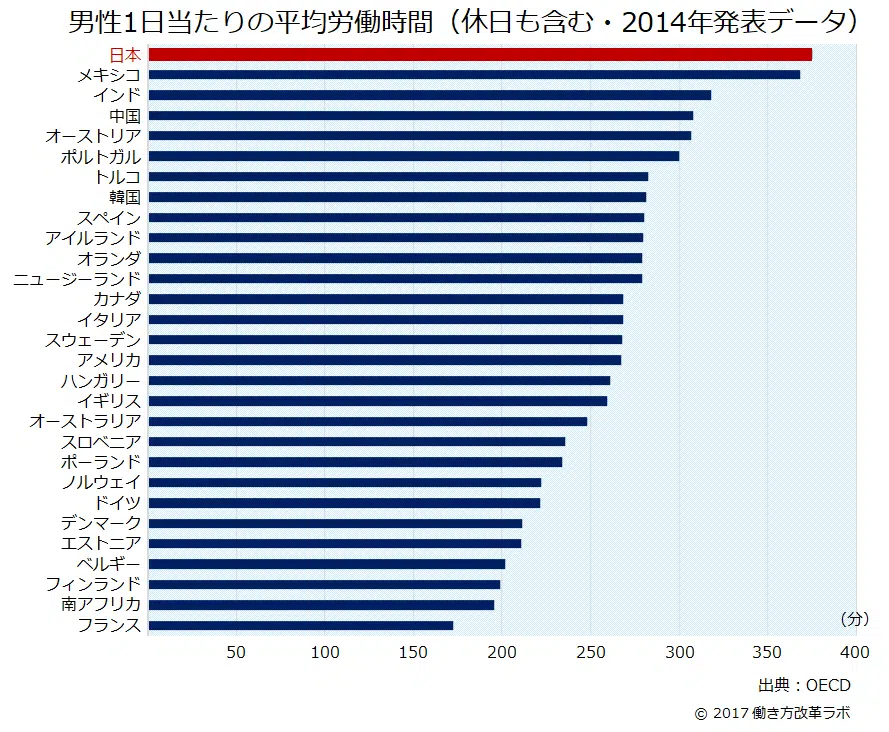 男性1日当たりの平均労働時間（休日も含む・2014年発表データ）
日本
メキシコ
インド
中国
オーストリア
ポルトガル
トルコ
韓国
スペイン
アイルランド
オランダ
ニュージーランド
カナダ
イタリア
スウェーデン
アメリカ
ハンガリー
イギリス
オーストラリア
スロベニア
ポーランド
ノルウェイ
ドイツ
デンマーク
エストニア
ベルギー
フィンランド
南アフリカ
フランス
（分）
50 100 150 200 250 300 350 400
出典：OECD
© 2017 働き方改革ラボ